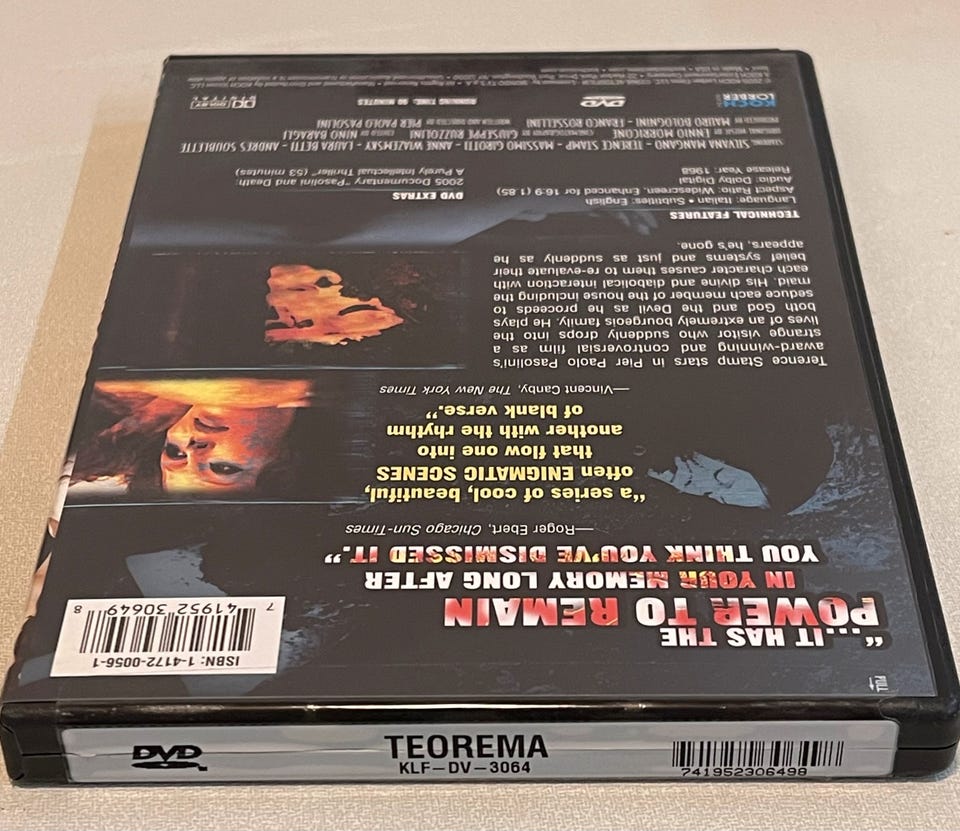 PULL
"...IT HAS THE
POWER TO REMAIN
IN YOUR MEMORY LONG AFTER
YOU THINK YOU'VE DISMISSED IT."
—Roger Ebert, Chicago Sun-Times
ISBN: 1-4172-0056-1
7 41952 30649 8
"a series of cool, beautiful,
often ENIGMATIC SCENES
that flow one into
another with the rhythm
of blank verse."
—Vincent Canby, The New York Times
Terence Stamp stars in Pier Paolo Pasolini's
award-winning and controversial film as a
strange visitor who suddenly drops into the
lives of an extremely bourgeois family. He plays
both God and the Devil as he proceeds to
seduce each member of the house including the
maid. His divine and diabolical interaction with
each character causes them to re-evaluate their
belief systems and just as suddenly as he
appears, he's gone.
TECHNICAL FEATURES
Language: Italian • Subtitles: English
Aspect Ratio: Widescreen, Enhanced for 16:9 (1.85)
Audio: Dolby Digital
Release Year: 1968
DVD EXTRAS
2005 Documentary "Pasolini and Death:
A Purely Intellectual Thriller" (53 minutes)
STARRING SILVANA MANGANO - TERENCE STAMP - MASSIMO GIROTTI - ANNE WIAZEMSKY - LAURA BETTI - ANDRES SOUBLETTE
ORIGINAL MUSIC BY ENNIO MORRICONE CINEMATOGRAPHY BY GIUSEPPE RUZZOLINI EDITED BY NINO BARAGLI
PRODUCED BY MAURO BOLOGNINI - FRANCO ROSSELLINI WRITTEN AND DIRECTED BY PIER PAOLO PASOLINI
KOCH
LORBER
DVD
RUNNING TIME: 98 MINUTES
DOLBY
DIGITAL
DVD
TEOREMA
KLF-DV-3064
741952306498